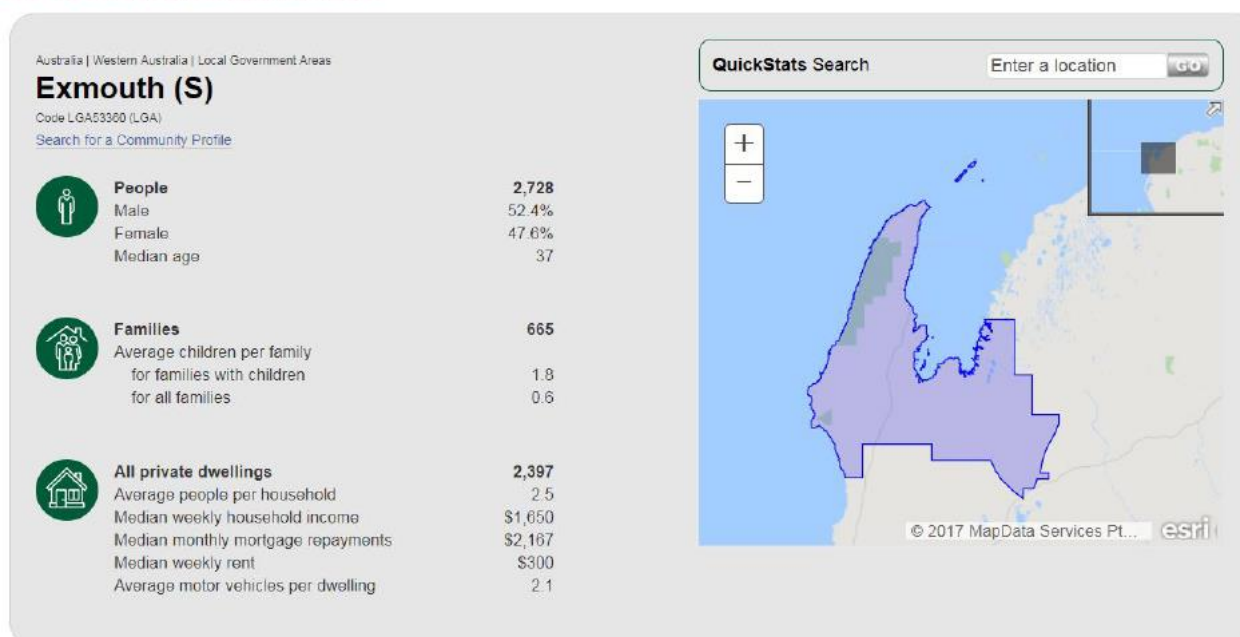 Australia | Western Australia | Local Government Areas
Exmouth (S)
Code LGA53360 (LGA)
Search for a Community Profile
People 2,728
Male 52.4%
Female 47.6%
Median age 37
Families 665
Average children per family
for families with children 1.8
for all families 0.6
All private dwellings 2,397
Average people per household 2.5
Median weekly household income $1,650
Median monthly mortgage repayments $2,167
Median weekly rent $300
Average motor vehicles per dwelling 2.1
QuickStats Search Enter a location GO
+
−
© 2017 MapData Services Pt... esri